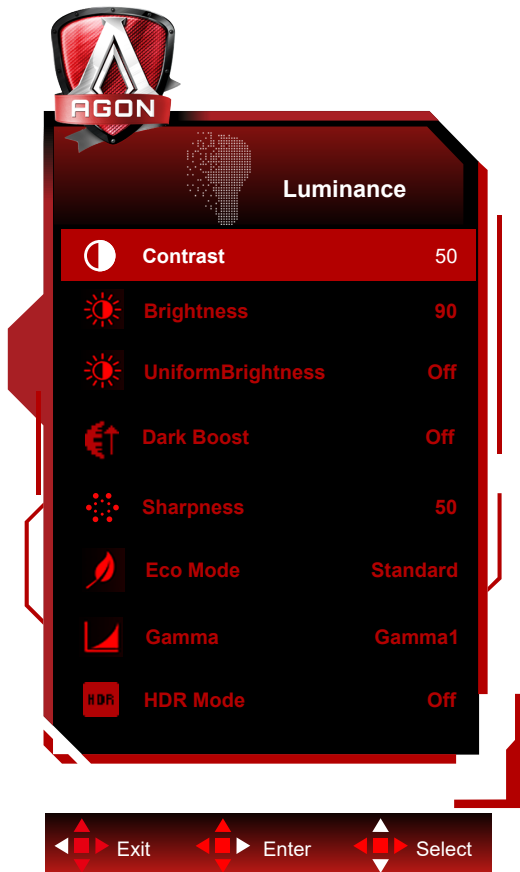 AGON
Luminance
Contrast 50
Brightness 90
UniformBrightness Off
Dark Boost Off
Sharpness 50
Eco Mode Standard
Gamma Gamma1
HDR HDR Mode Off
Exit Enter Select